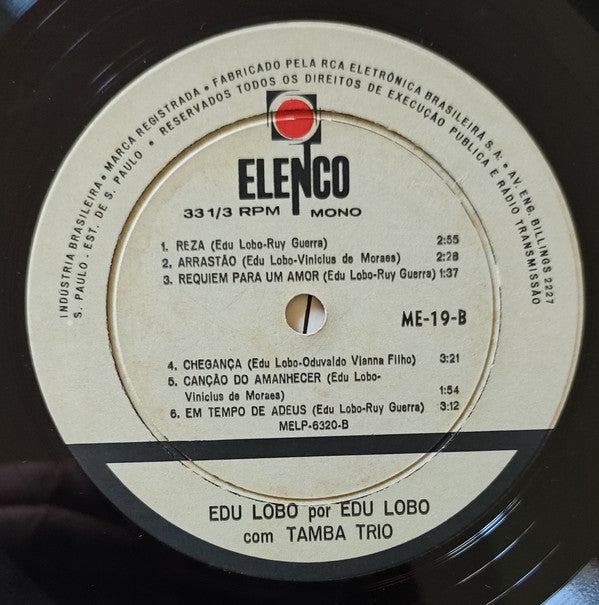 INDÚSTRIA BRASILEIRA • MARCA REGISTRADA • FABRICADO PELA RCA ELETRÔNICA BRASILEIRA S.A. • AV. ENG. BILLINGS 2227
S. PAULO - EST. DE S. PAULO • RESERVADOS TODOS OS DIREITOS DE EXECUÇÃO PUBLICA E RÁDIO TRANSMISSÃO
ELENCO
33 1/3 RPM MONO
1. REZA (Edu Lobo-Ruy Guerra) 2:55
2. ARRASTÃO (Edu Lobo-Vinicius de Moraes) 2:28
3. REQUIEM PARA UM AMOR (Edu Lobo-Ruy Guerra) 1:37
ME-19-B
4. CHEGANÇA (Edu Lobo-Oduvaldo Vianna Filho) 3:21
5. CANÇÃO DO AMANHECER (Edu Lobo-
Vinicius de Moraes) 1:54
6. EM TEMPO DE ADEUS (Edu Lobo-Ruy Guerra) 3:12
MELP-6320-B
EDU LOBO por EDU LOBO
com TAMBA TRIO